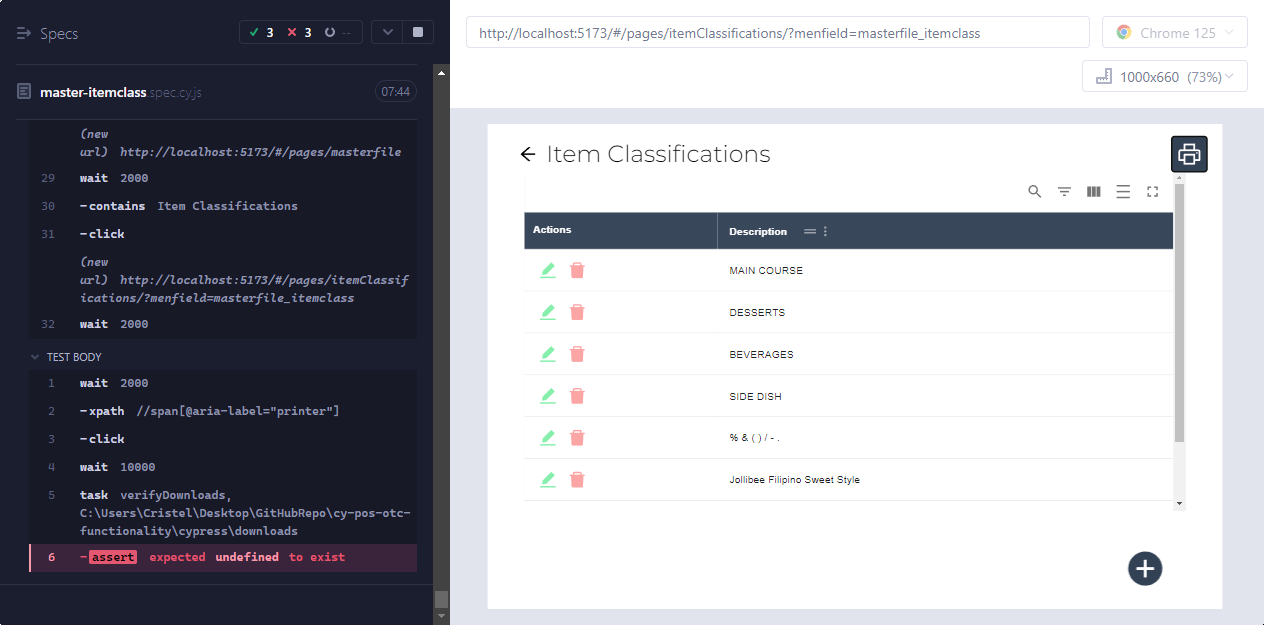 Specs
3
3
--
master-itemclass.spec.cy.js
07:44
(new
url) http://localhost:5173/#/pages/masterfile
29 wait 2000
30 -contains Item Classifications
31 -click
(new
url) http://localhost:5173/#/pages/itemClassif
ications/?menfield=masterfile_itemclass
32 wait 2000
TEST BODY
1 wait 2000
2 -xpath //span[@aria-label="printer"]
3 -click
4 wait 10000
5 task verifyDownloads,
C:\Users\Cristel\Desktop\GitHubRepo\cy-pos-otc-
functionality\cypress\downloads
6 -assert expected undefined to exist
http://localhost:5173/#/pages/itemClassifications/?menfield=masterfile_itemclass
Chrome 125
1000x660 (73%)
Item Classifications
Actions Description
MAIN COURSE
DESSERTS
BEVERAGES
SIDE DISH
% & ( ) / - .
Jollibee Filipino Sweet Style